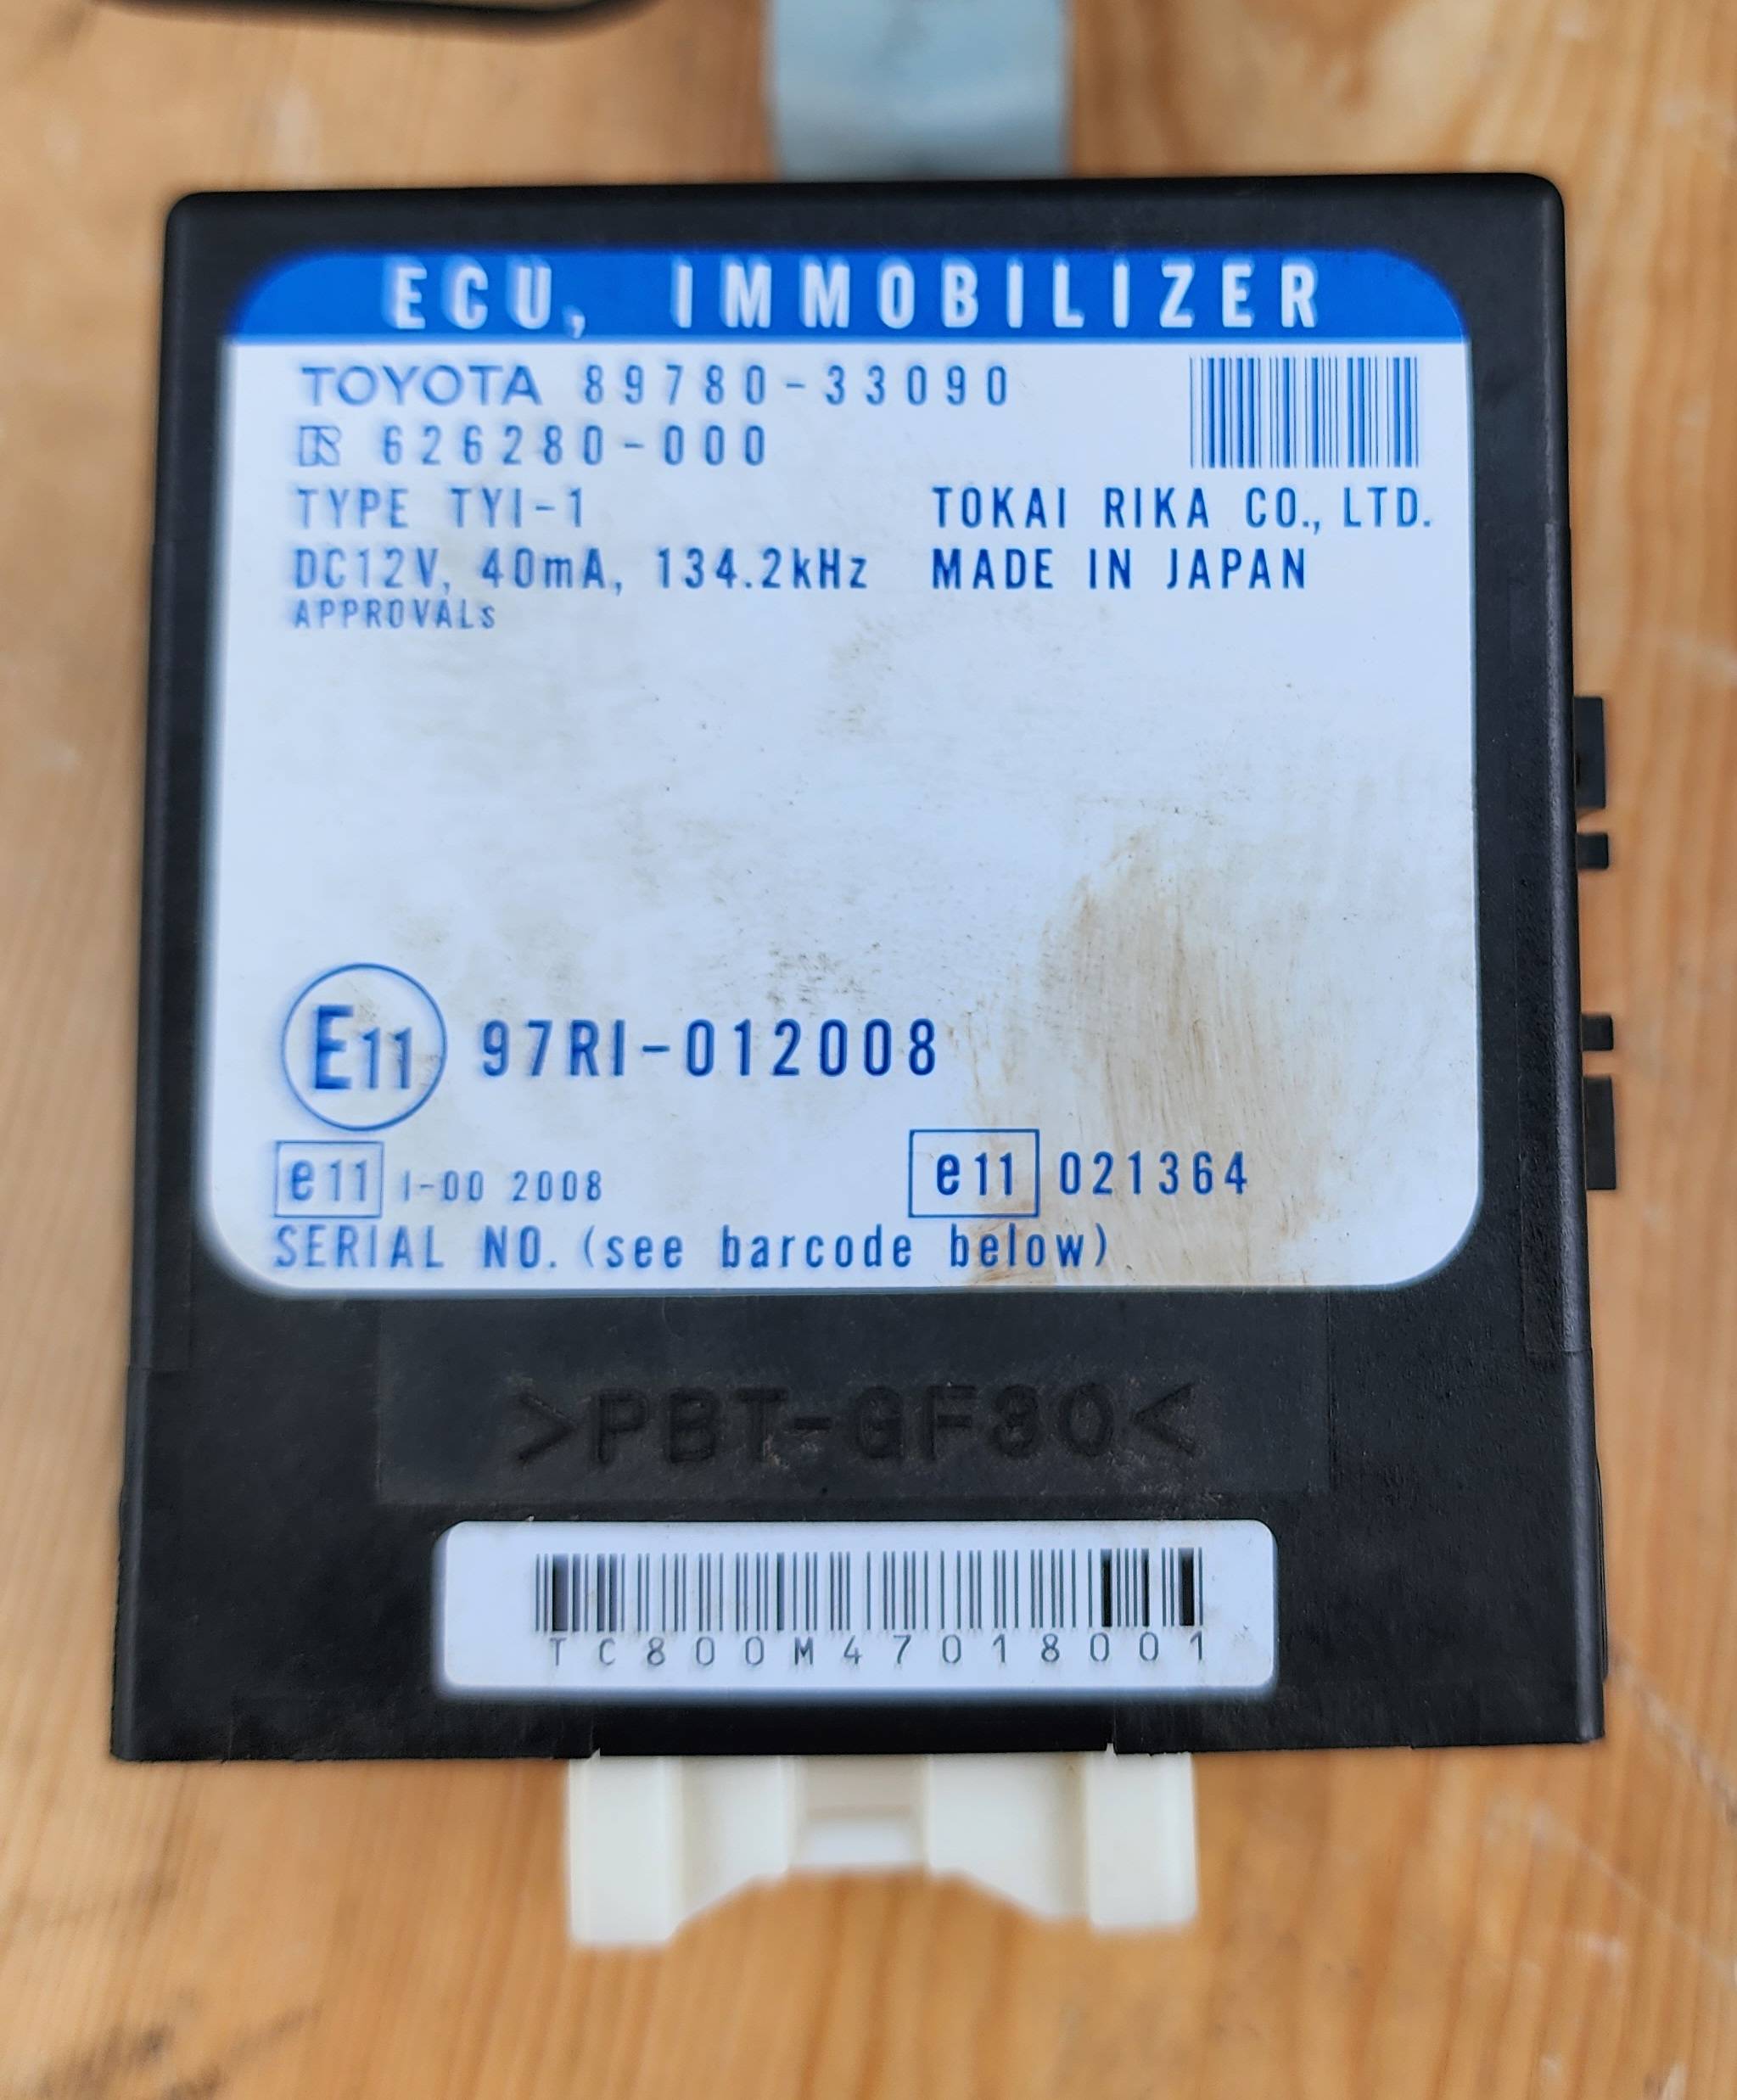 ECU, IMMOBILIZER
TOYOTA 89780-33090
626280-000
TYPE TYI-1
TOKAI RIKA CO., LTD.
DC12V, 40mA, 134.2kHz
MADE IN JAPAN
APPROVALs
E11 97RI-012008
e11 I-00 2008
e11 021364
SERIAL NO. (see barcode below)
>PBT-GF30<
TC800M47018001